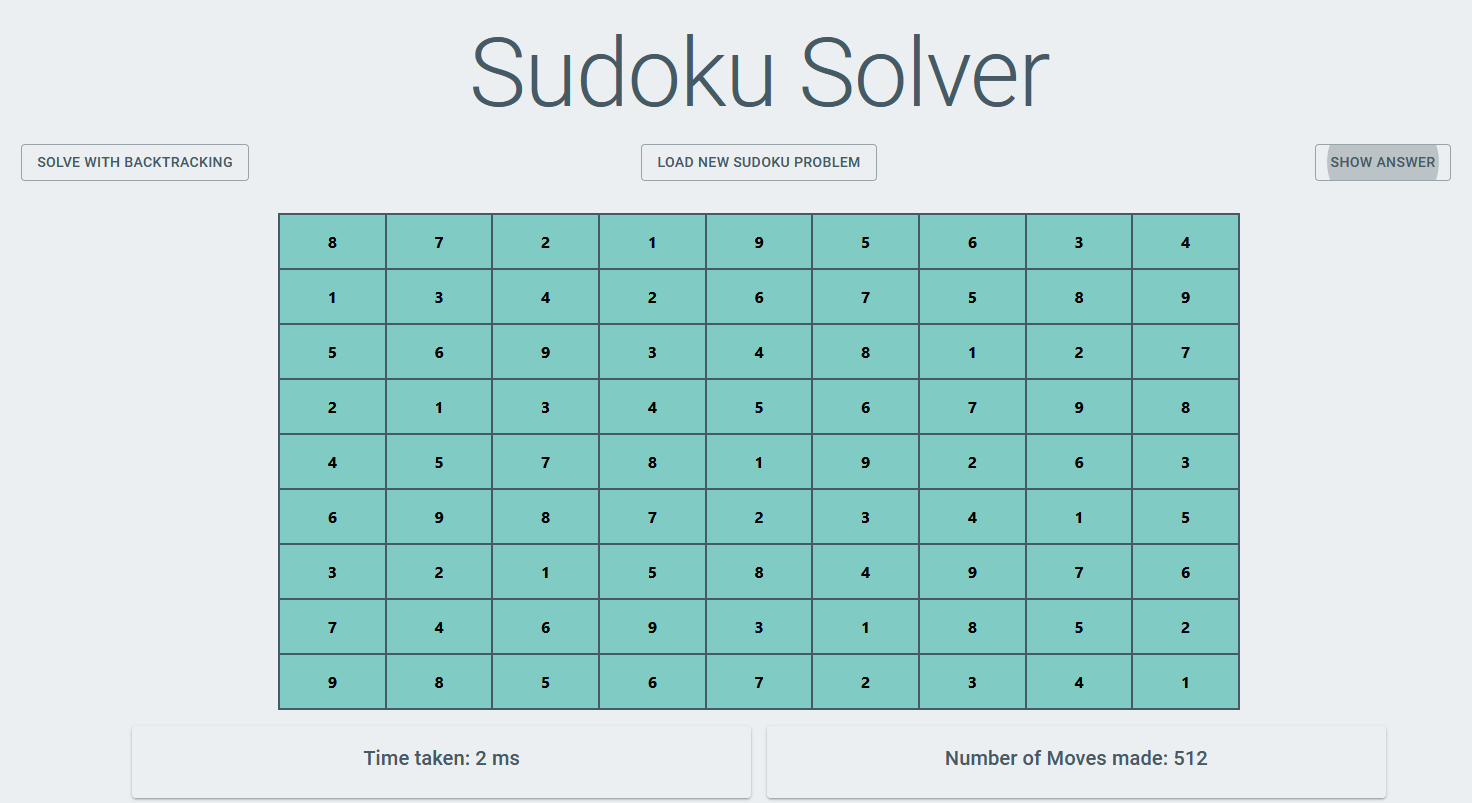 Sudoku Solver
SOLVE WITH BACKTRACKING LOAD NEW SUDOKU PROBLEM SHOW ANSWER
8 7 2 1 9 5 6 3 4
1 3 4 2 6 7 5 8 9
5 6 9 3 4 8 1 2 7
2 1 3 4 5 6 7 9 8
4 5 7 8 1 9 2 6 3
6 9 8 7 2 3 4 1 5
3 2 1 5 8 4 9 7 6
7 4 6 9 3 1 8 5 2
9 8 5 6 7 2 3 4 1
Time taken: 2 ms Number of Moves made: 512